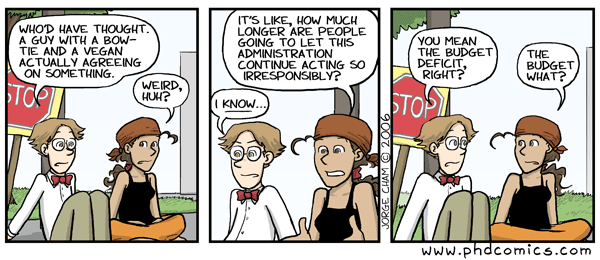 WHO'D HAVE THOUGHT.
A GUY WITH A BOW-
TIE AND A VEGAN
ACTUALLY AGREEING
ON SOMETHING.
WEIRD,
HUH?
STOP
IT'S LIKE, HOW MUCH
LONGER ARE PEOPLE
GOING TO LET THIS
ADMINISTRATION
CONTINUE ACTING SO
IRRESPONSIBLY?
I KNOW...
JORGE CHAM © 2006
YOU MEAN
THE BUDGET
DEFICIT,
RIGHT?
THE
BUDGET
WHAT?
STOP
www.phdcomics.com